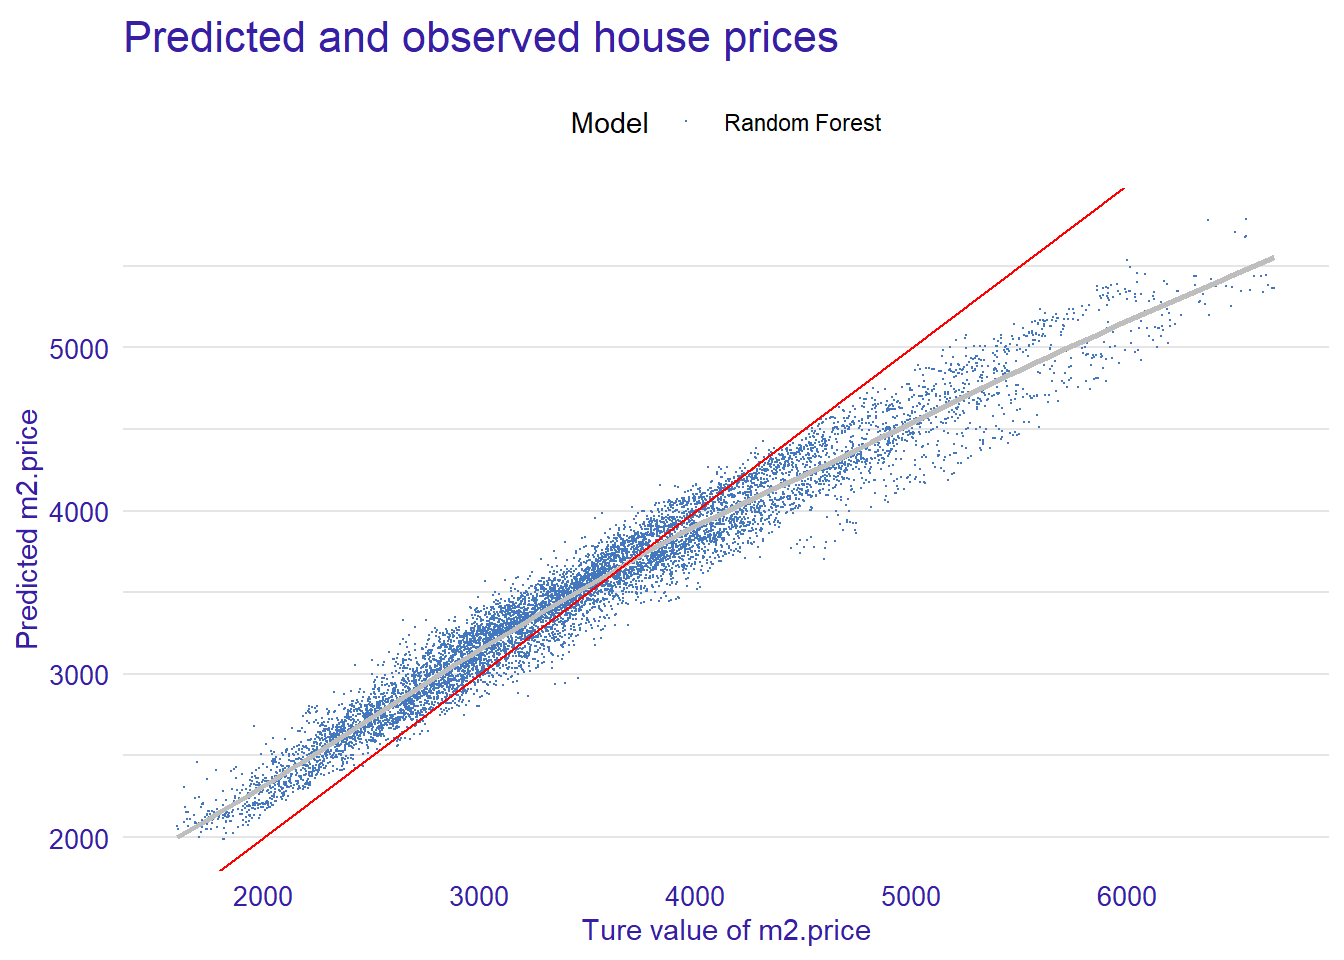 Predicted and observed house prices
Model Random Forest
5000
4000
3000
2000
Predicted m2.price
2000 3000 4000 5000 6000
Ture value of m2.price